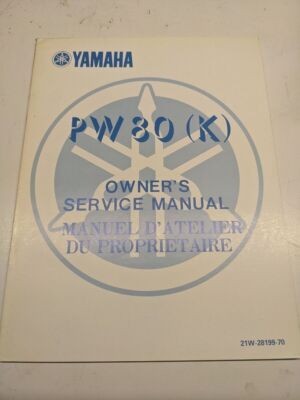 YAMAHA
PW80 (K)
OWNER'S
SERVICE MANUAL
MANUEL D'ATELIER
DU PROPRIETAIRE
21W-28199-70